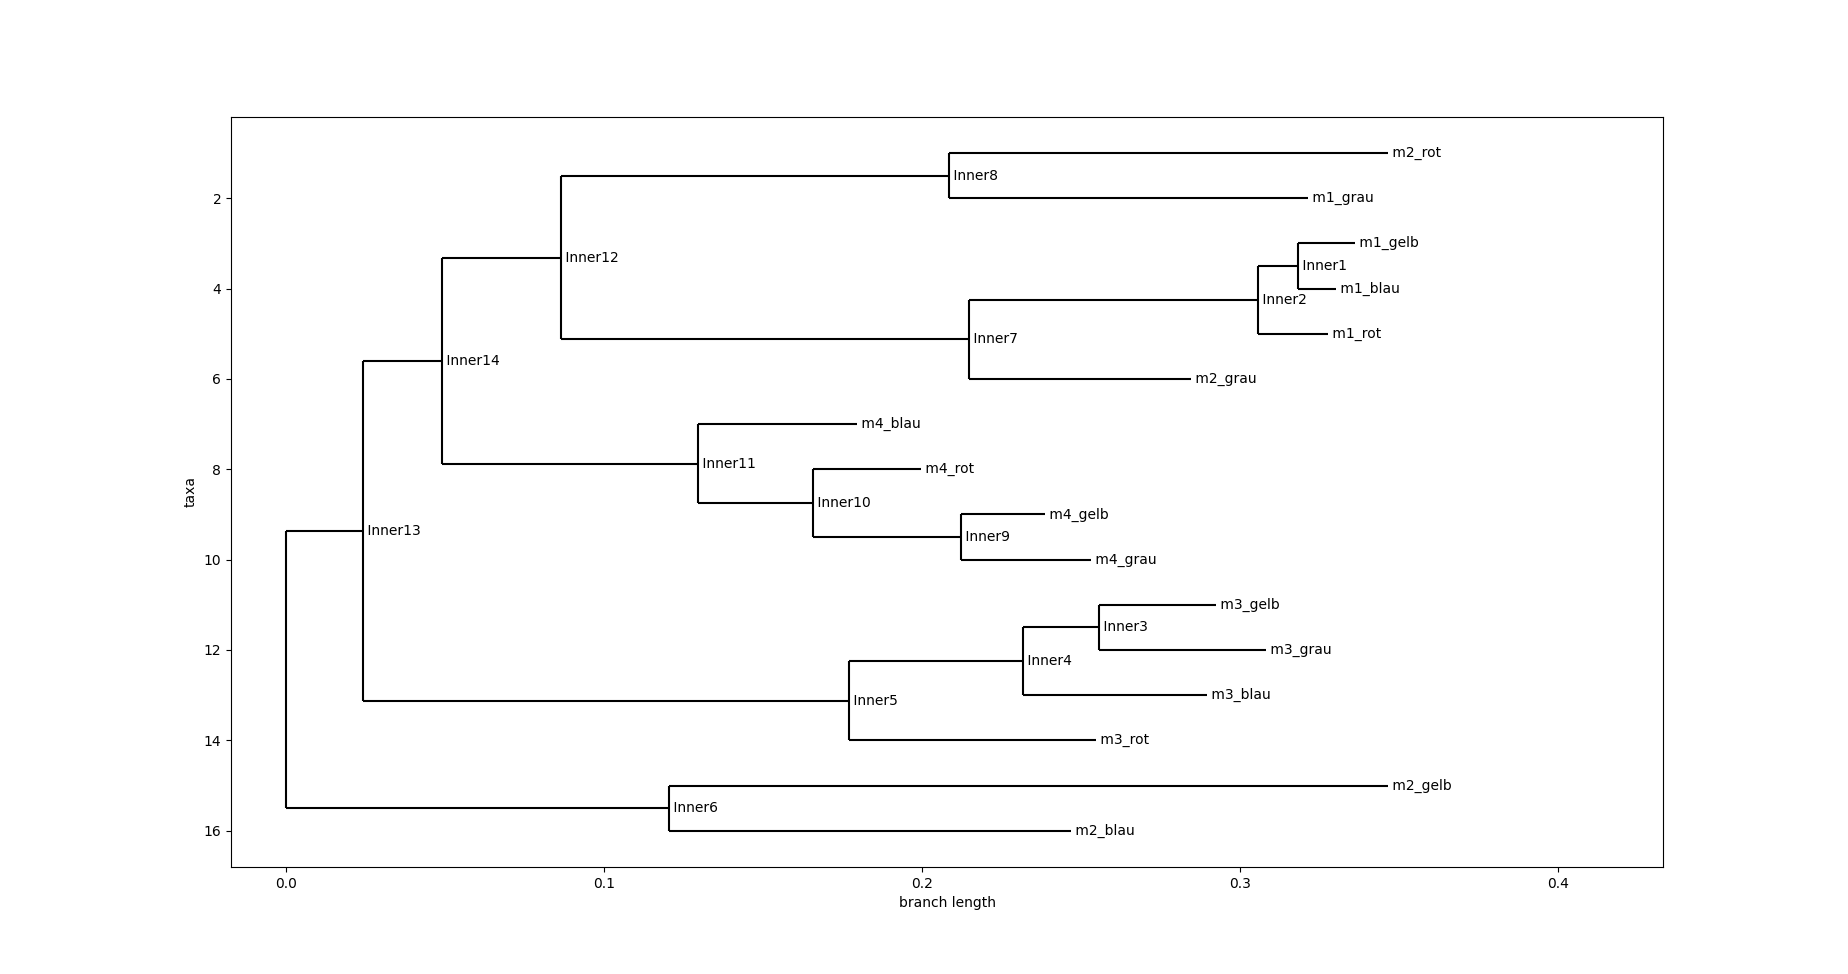 m2_rot
Inner8
2
m1_grau
m1_gelb
Inner12
Inner1
4
m1_blau
Inner2
m1_rot
Inner7
Inner14
6
m2_grau
m4_blau
Inner11
8
m4_rot
taxa
Inner10
m4_gelb
Inner13
Inner9
10
m4_grau
m3_gelb
Inner3
12
m3_grau
Inner4
m3_blau
Inner5
14
m3_rot
m2_gelb
Inner6
16
m2_blau
0.0 0.1 0.2 0.3 0.4
branch length